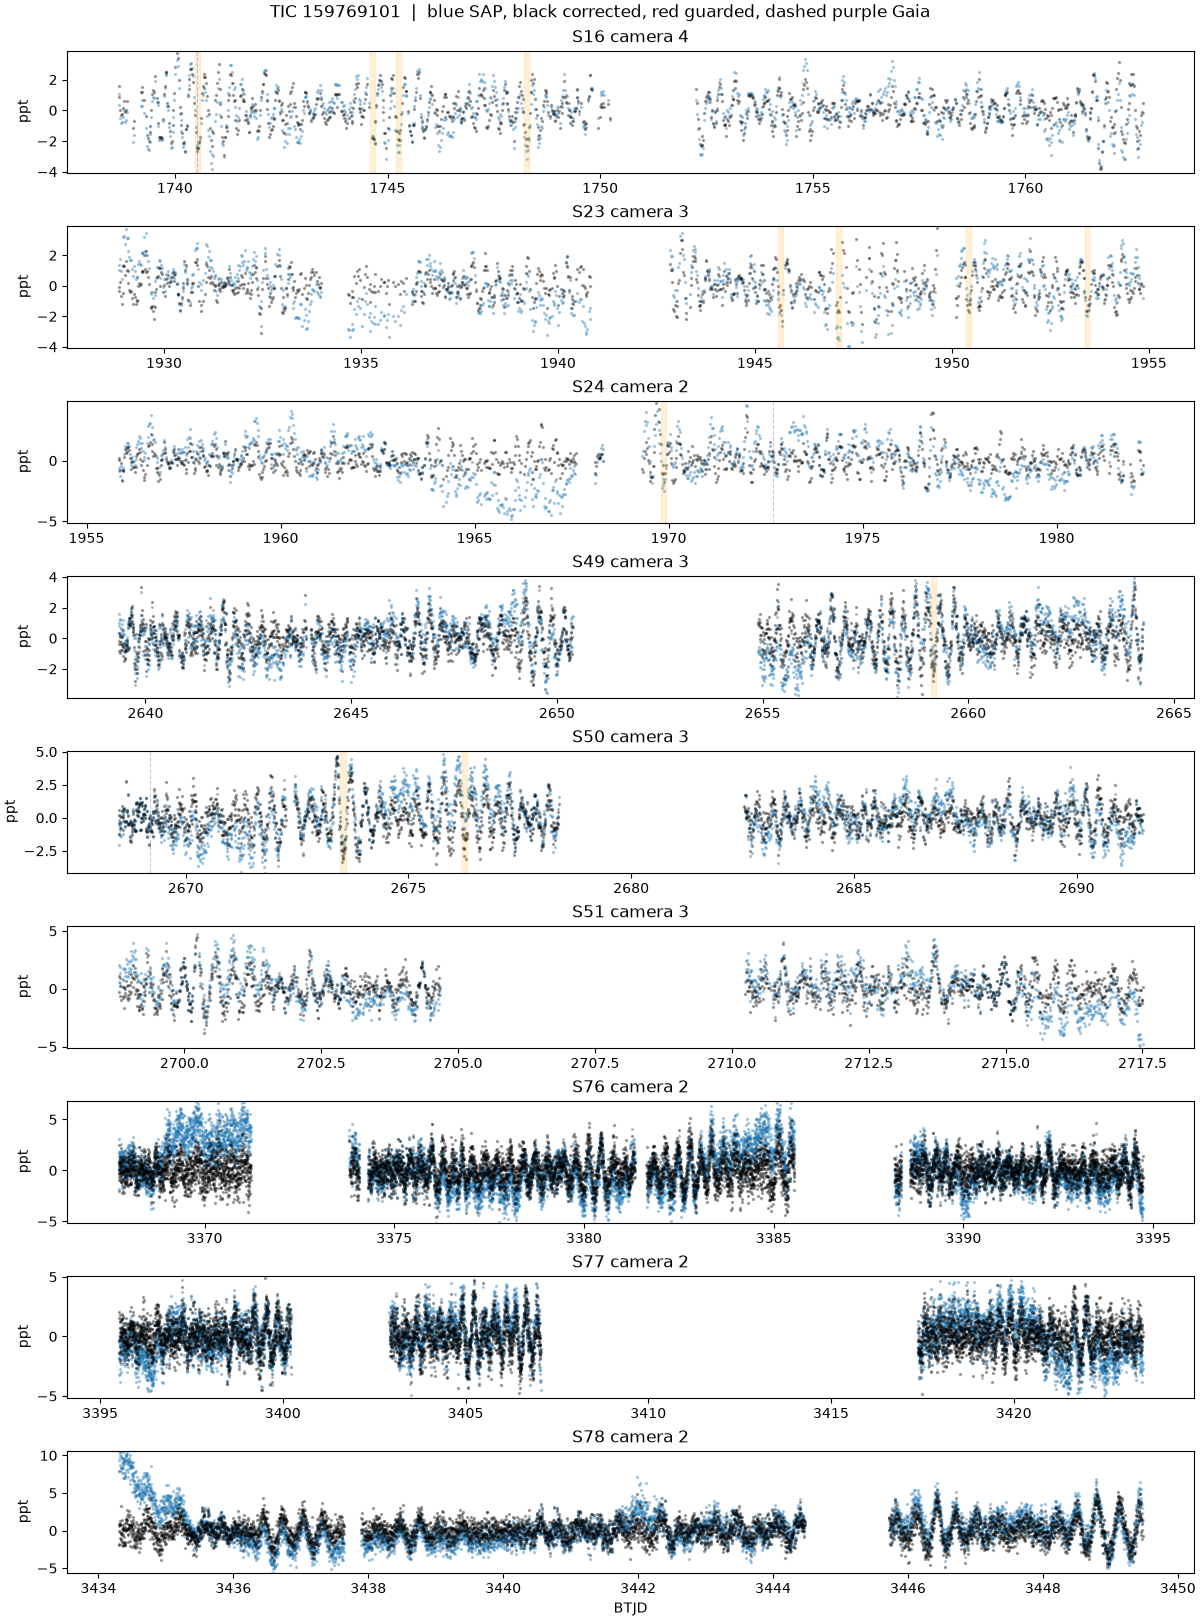 TIC 159769101 | blue SAP, black corrected, red guarded, dashed purple Gaia
S16 camera 4
ppt
2
0
−2
−4
1740 1745 1750 1755 1760
S23 camera 3
ppt
2
0
−2
−4
1930 1935 1940 1945 1950 1955
S24 camera 2
ppt
0
−5
1955 1960 1965 1970 1975 1980
S49 camera 3
ppt
4
2
0
−2
2640 2645 2650 2655 2660 2665
S50 camera 3
ppt
5.0
2.5
0.0
−2.5
2670 2675 2680 2685 2690
S51 camera 3
ppt
5
0
−5
2700.0 2702.5 2705.0 2707.5 2710.0 2712.5 2715.0 2717.5
S76 camera 2
ppt
5
0
−5
3370 3375 3380 3385 3390 3395
S77 camera 2
ppt
5
0
−5
3395 3400 3405 3410 3415 3420
S78 camera 2
ppt
10
5
0
−5
3434 3436 3438 3440 3442 3444 3446 3448 3450
BTJD